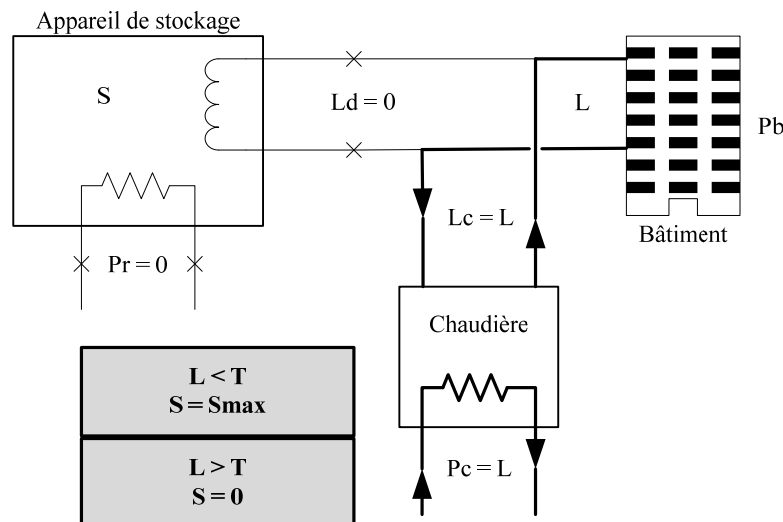 Appareil de stockage
S
Ld = 0
L
Pb
Bâtiment
Pr = 0
Lc = L
Chaudière
Pc = L
L < T
S = Smax
L > T
S = 0